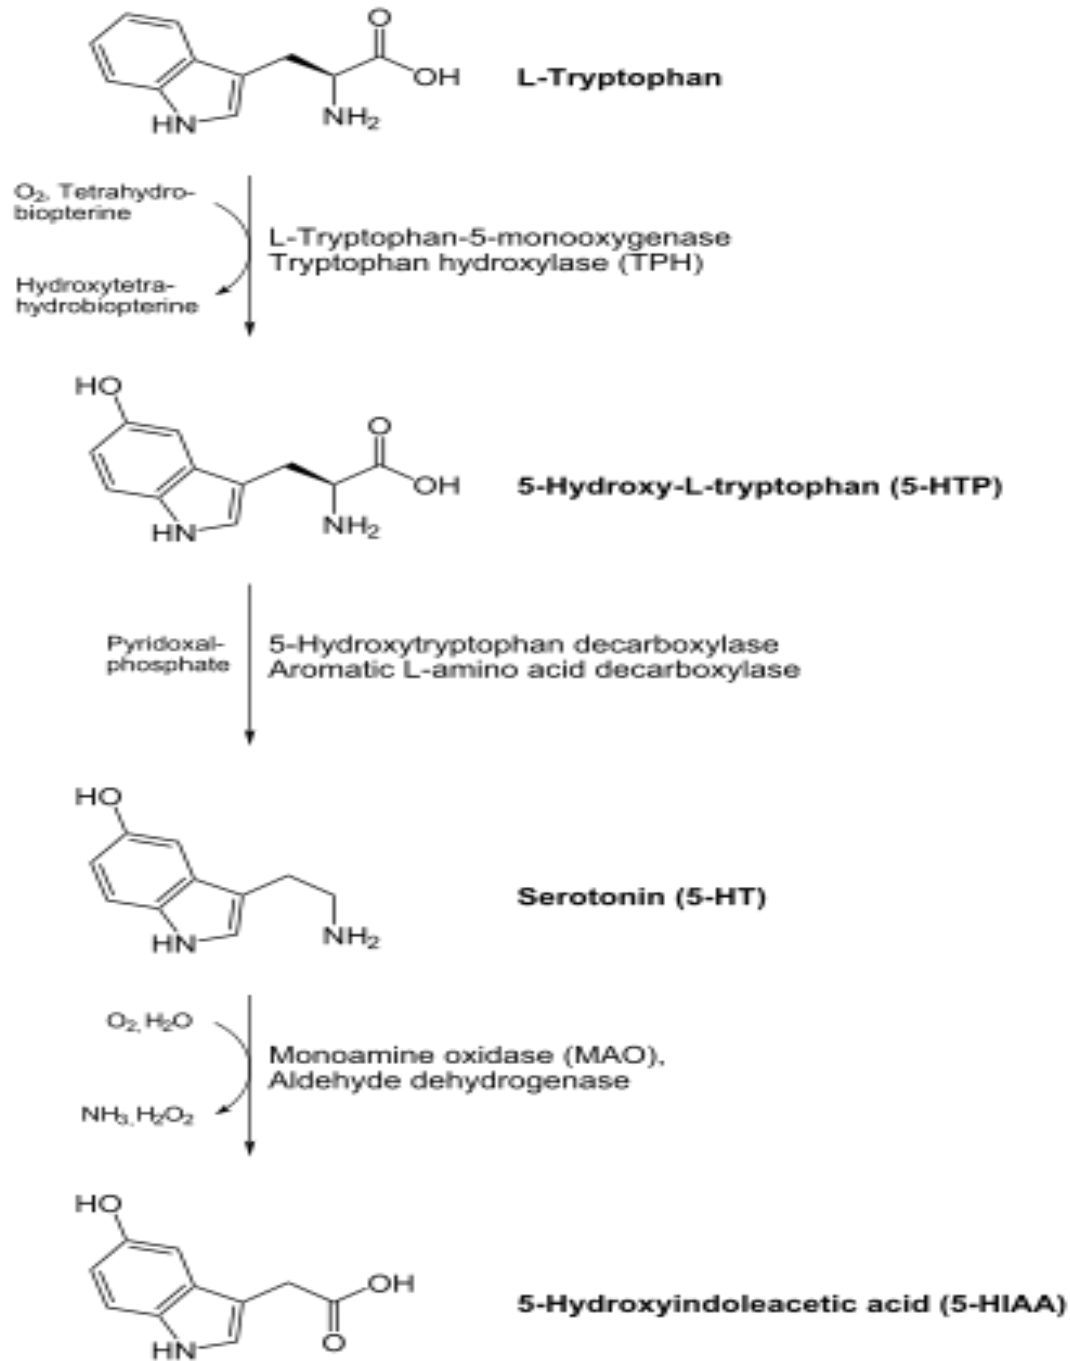 O
OH
L-Tryptophan
NH₂
HN
O₂, Tetrahydro-
biopterine
L-Tryptophan-5-monooxygenase
Tryptophan hydroxylase (TPH)
Hydroxytetra-
hydrobiopterine
HO
O
OH
5-Hydroxy-L-tryptophan (5-HTP)
NH₂
HN
Pyridoxal-
phosphate
5-Hydroxytryptophan decarboxylase
Aromatic L-amino acid decarboxylase
HO
Serotonin (5-HT)
NH₂
HN
O₂, H₂O
Monoamine oxidase (MAO),
Aldehyde dehydrogenase
NH₃, H₂O₂
HO
OH
5-Hydroxyindoleacetic acid (5-HIAA)
O
HN